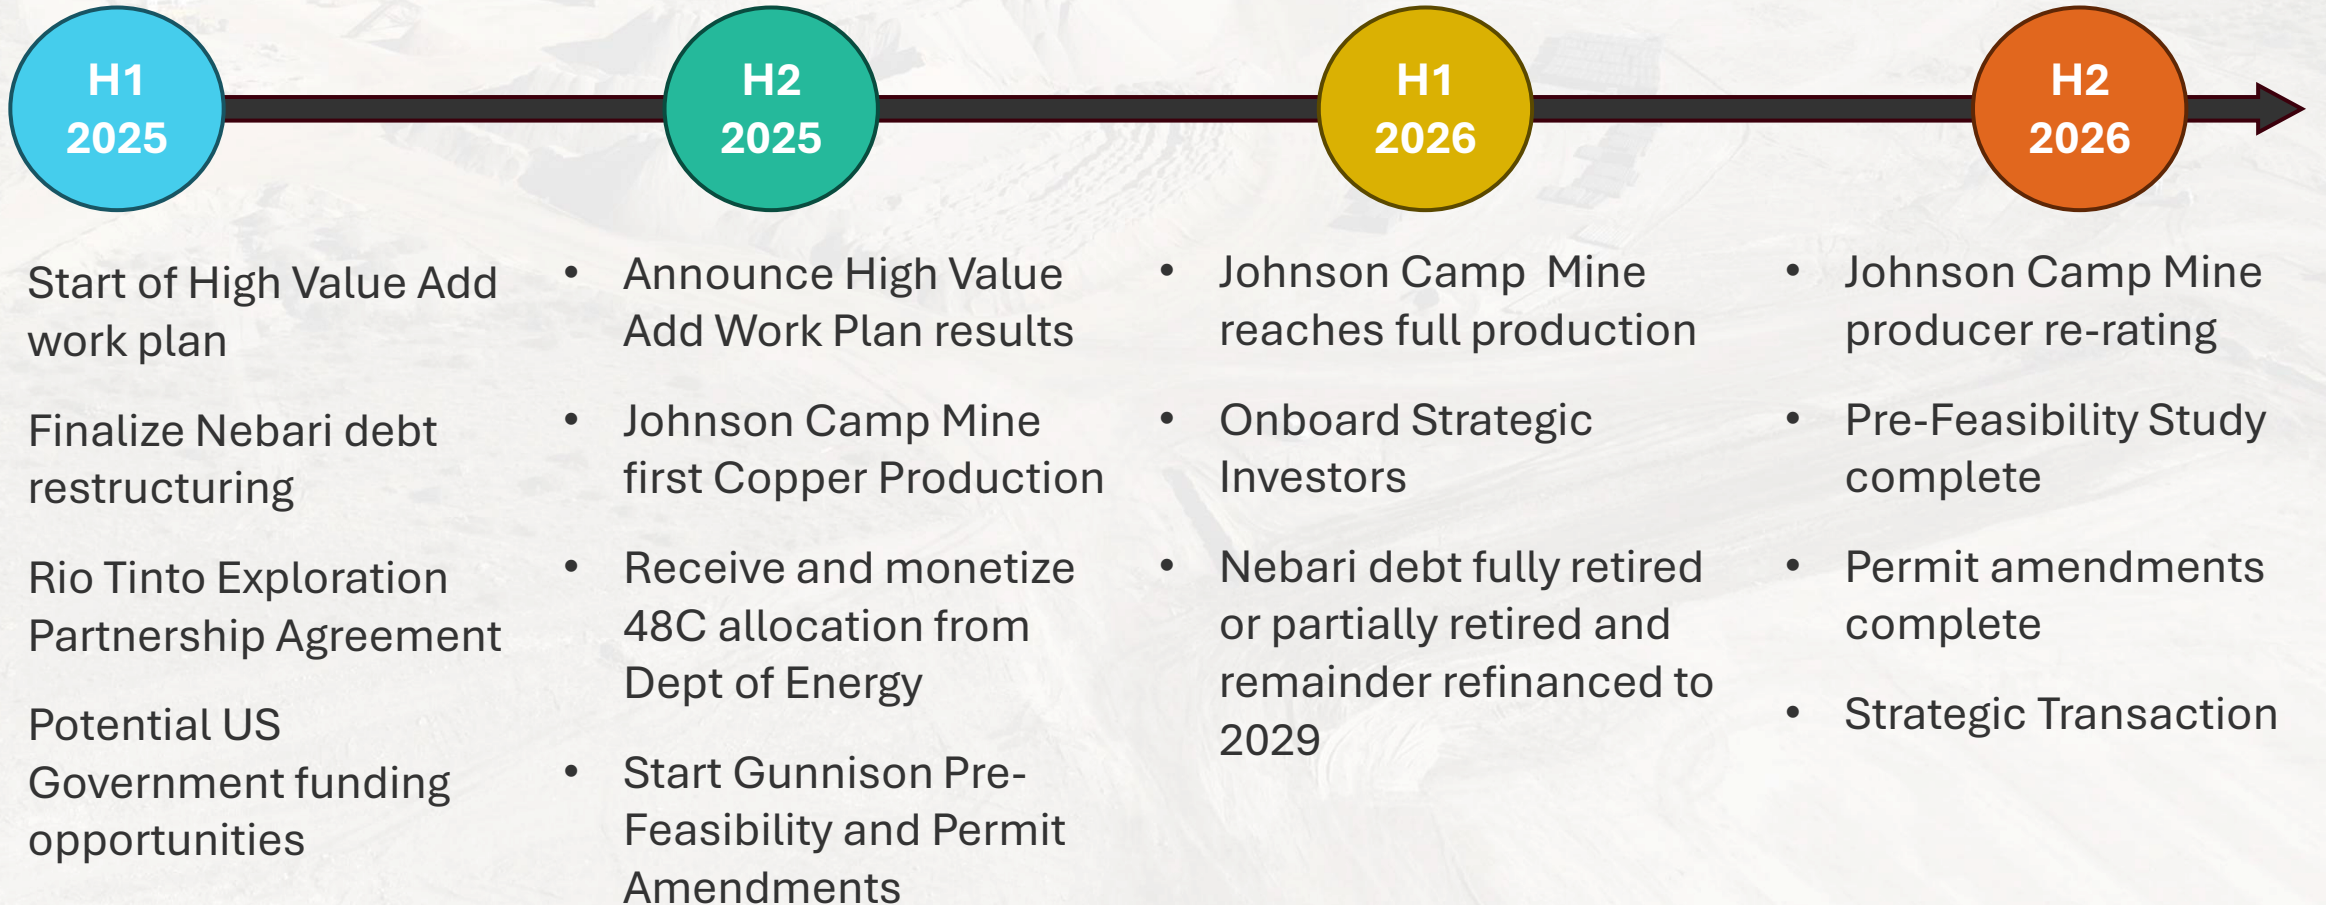 H1
2025
H2
2025
H1
2026
H2
2026
Start of High Value Add
work plan
Finalize Nebari debt
restructuring
Rio Tinto Exploration
Partnership Agreement
Potential US
Government funding
opportunities
• Announce High Value
Add Work Plan results
• Johnson Camp Mine
first Copper Production
• Receive and monetize
48C allocation from
Dept of Energy
• Start Gunnison Pre-
Feasibility and Permit
Amendments
• Johnson Camp  Mine
reaches full production
• Onboard Strategic
Investors
• Nebari debt fully retired
or partially retired and
remainder refinanced to
2029
• Johnson Camp Mine
producer re-rating
• Pre-Feasibility Study
complete
• Permit amendments
complete
• Strategic Transaction